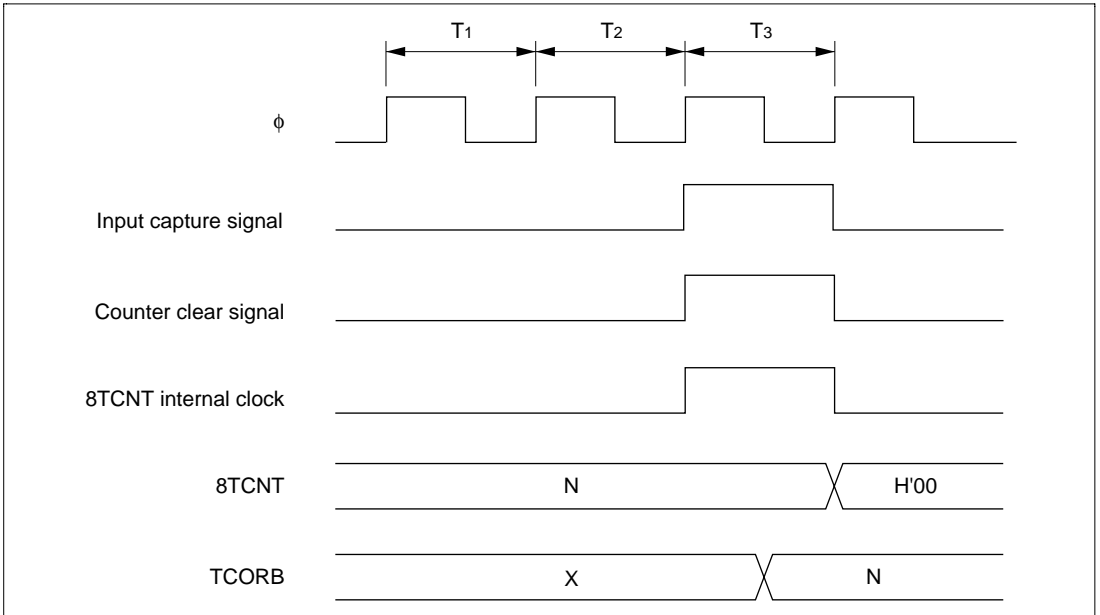 T1 T2 T3
φ
Input capture signal
Counter clear signal
8TCNT internal clock
8TCNT N H'00
TCORB X N